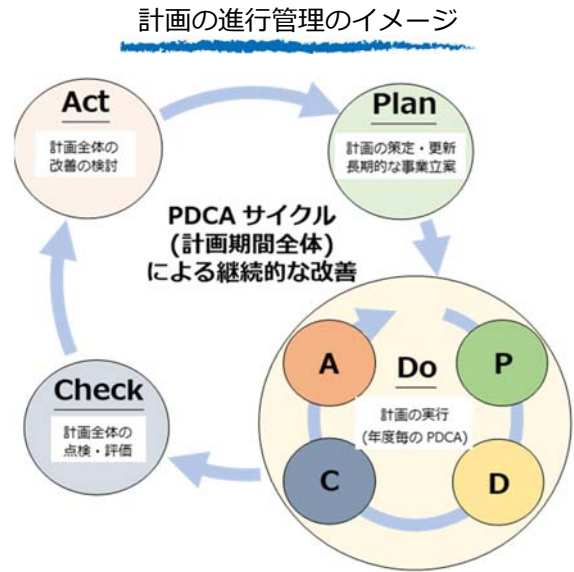 計画の進行管理のイメージ
Act
計画全体の
改善の検討
Plan
計画の策定・更新
長期的な事業立案
PDCA サイクル
(計画期間全体)
による継続的な改善
A
Do
P
計画の実行
(年度毎の PDCA)
C
D
Check
計画全体の
点検・評価